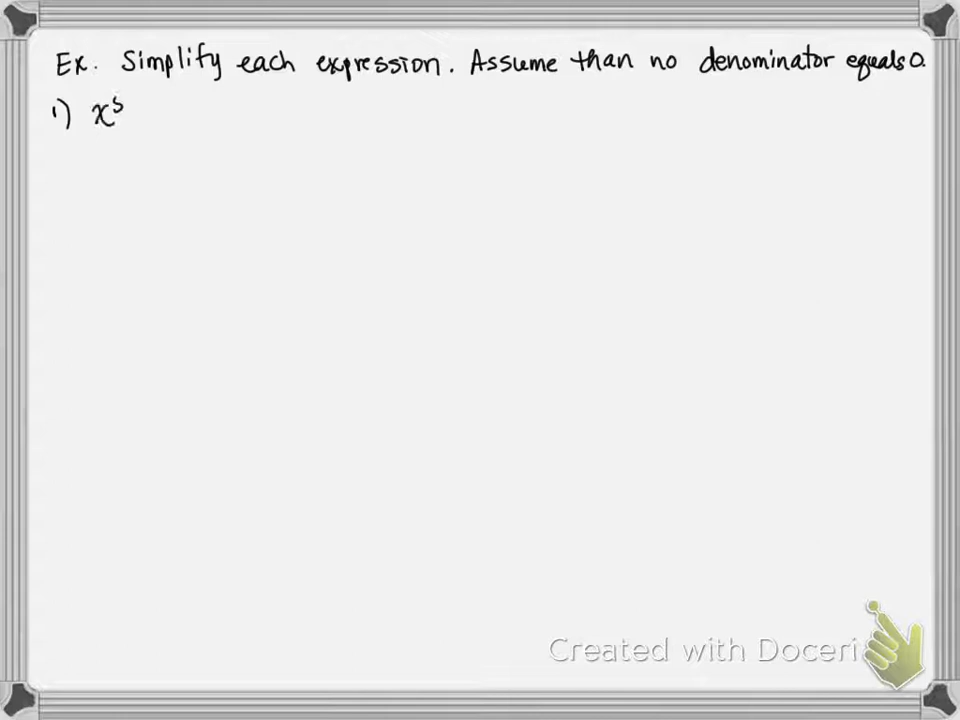 Ex. Simplify each expression. Assume than no denominator equals 0.
1) x⁵
Created with Doceri